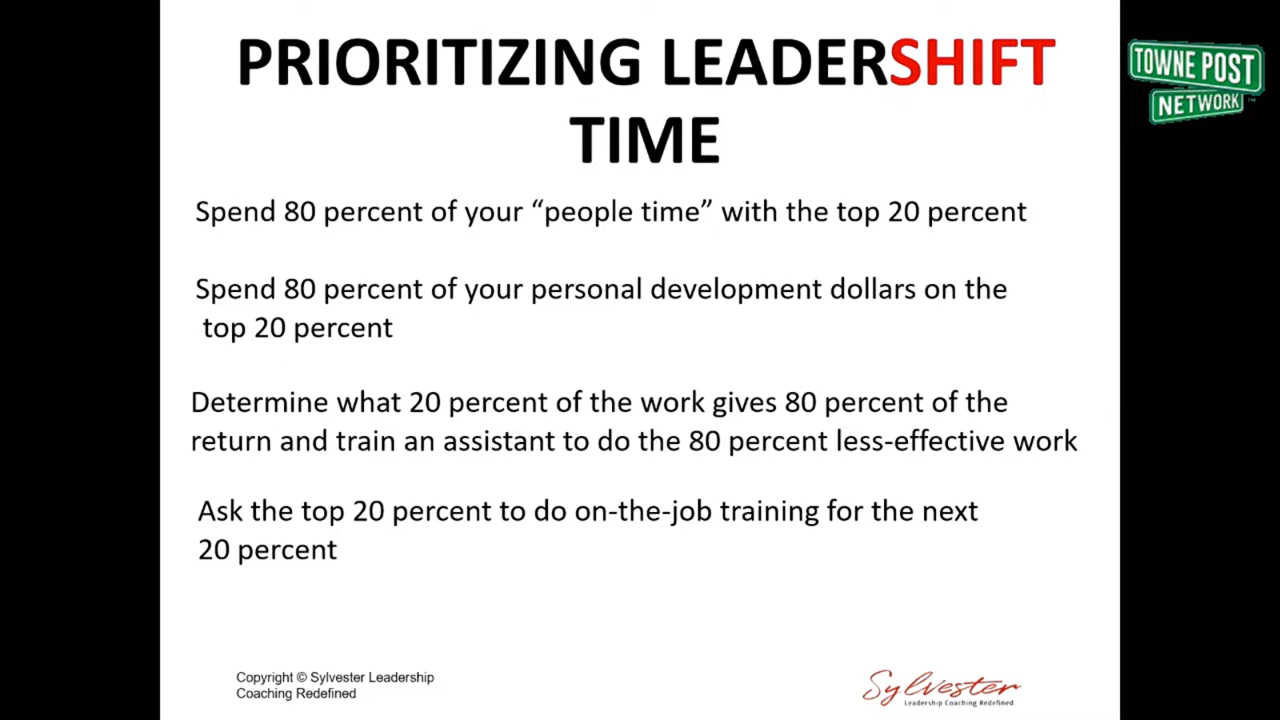 PRIORITIZING LEADERSHIFT
TIME
TOWNE POST
NETWORK™
Spend 80 percent of your “people time” with the top 20 percent
Spend 80 percent of your personal development dollars on the
top 20 percent
Determine what 20 percent of the work gives 80 percent of the
return and train an assistant to do the 80 percent less-effective work
Ask the top 20 percent to do on-the-job training for the next
20 percent
Copyright © Sylvester Leadership
Coaching Redefined
Sylvester
Leadership Coaching Redefined